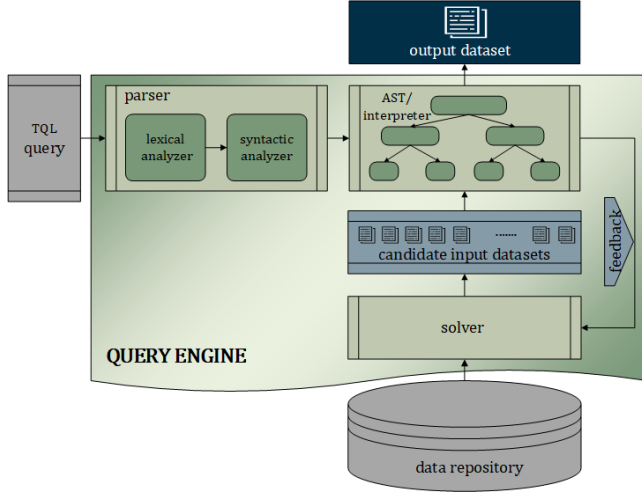 output dataset
parser
AST/
interpreter
TQL
query
lexical
analyzer
syntactic
analyzer
.......
candidate input datasets
feedback
solver
QUERY ENGINE
data repository